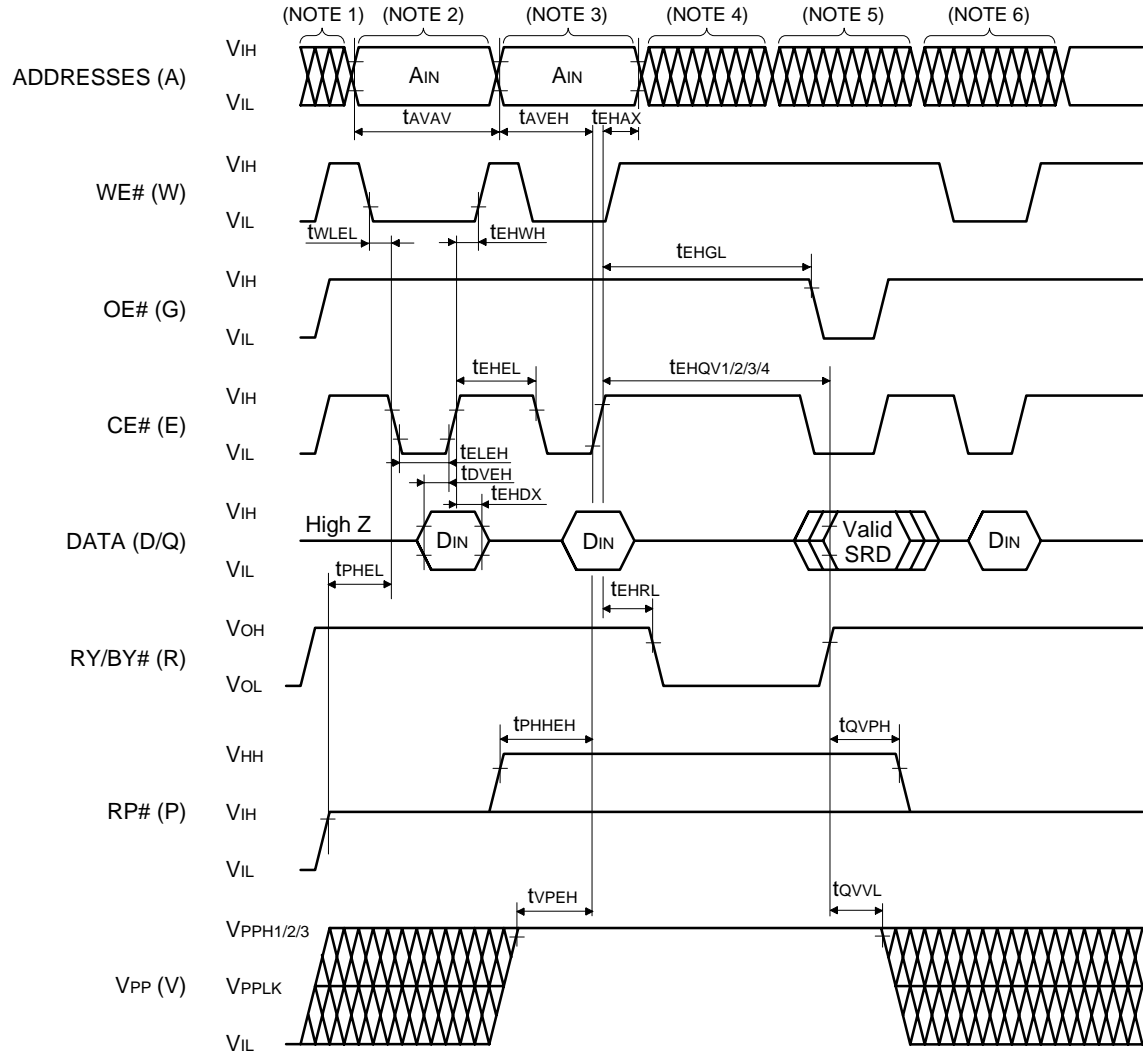 (NOTE 1) (NOTE 2) (NOTE 3) (NOTE 4) (NOTE 5) (NOTE 6)
VIH
ADDRESSES (A) AIN AIN
VIL
tAVAV tAVEH tEHAX
VIH
WE# (W)
VIL
tWLEL tEHWH
tEHGL
VIH
OE# (G)
VIL
tEHEL tEHQV1/2/3/4
VIH
CE# (E)
VIL
tELEH
tDVEH
tEHDX
VIH
High Z
DATA (D/Q) DIN DIN Valid SRD DIN
VIL
tPHEL
tEHRL
VOH
RY/BY# (R)
VOL
tPHHEH tQVPH
VHH
RP# (P) VIH
VIL
tVPEH tQVVL
VPPH1/2/3
VPP (V) VPPLK
VIL